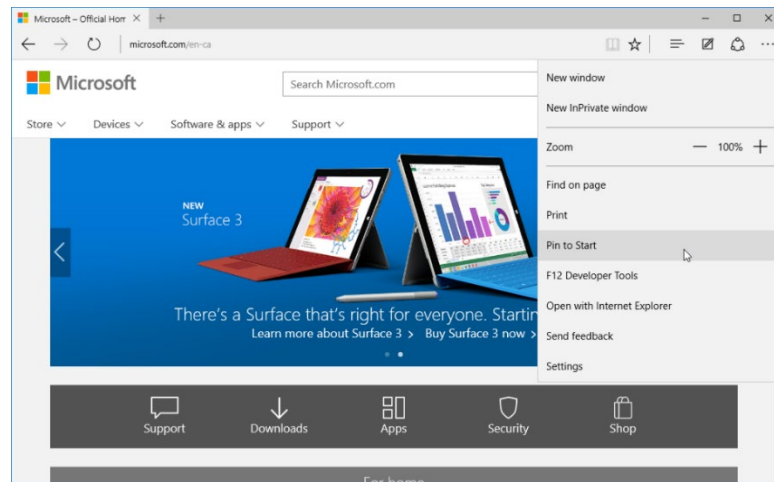 Microsoft – Official Hom
microsoft.com/en-ca
Microsoft
Search Microsoft.com
Store
Devices
Software & apps
Support
NEW
Surface 3
There's a Surface that's right for everyone. Startin
Learn more about Surface 3 > Buy Surface 3 now >
New window
New InPrivate window
Zoom
100%
Find on page
Print
Pin to Start
F12 Developer Tools
Open with Internet Explorer
Send feedback
Settings
Support
Downloads
Apps
Security
Shop
For home